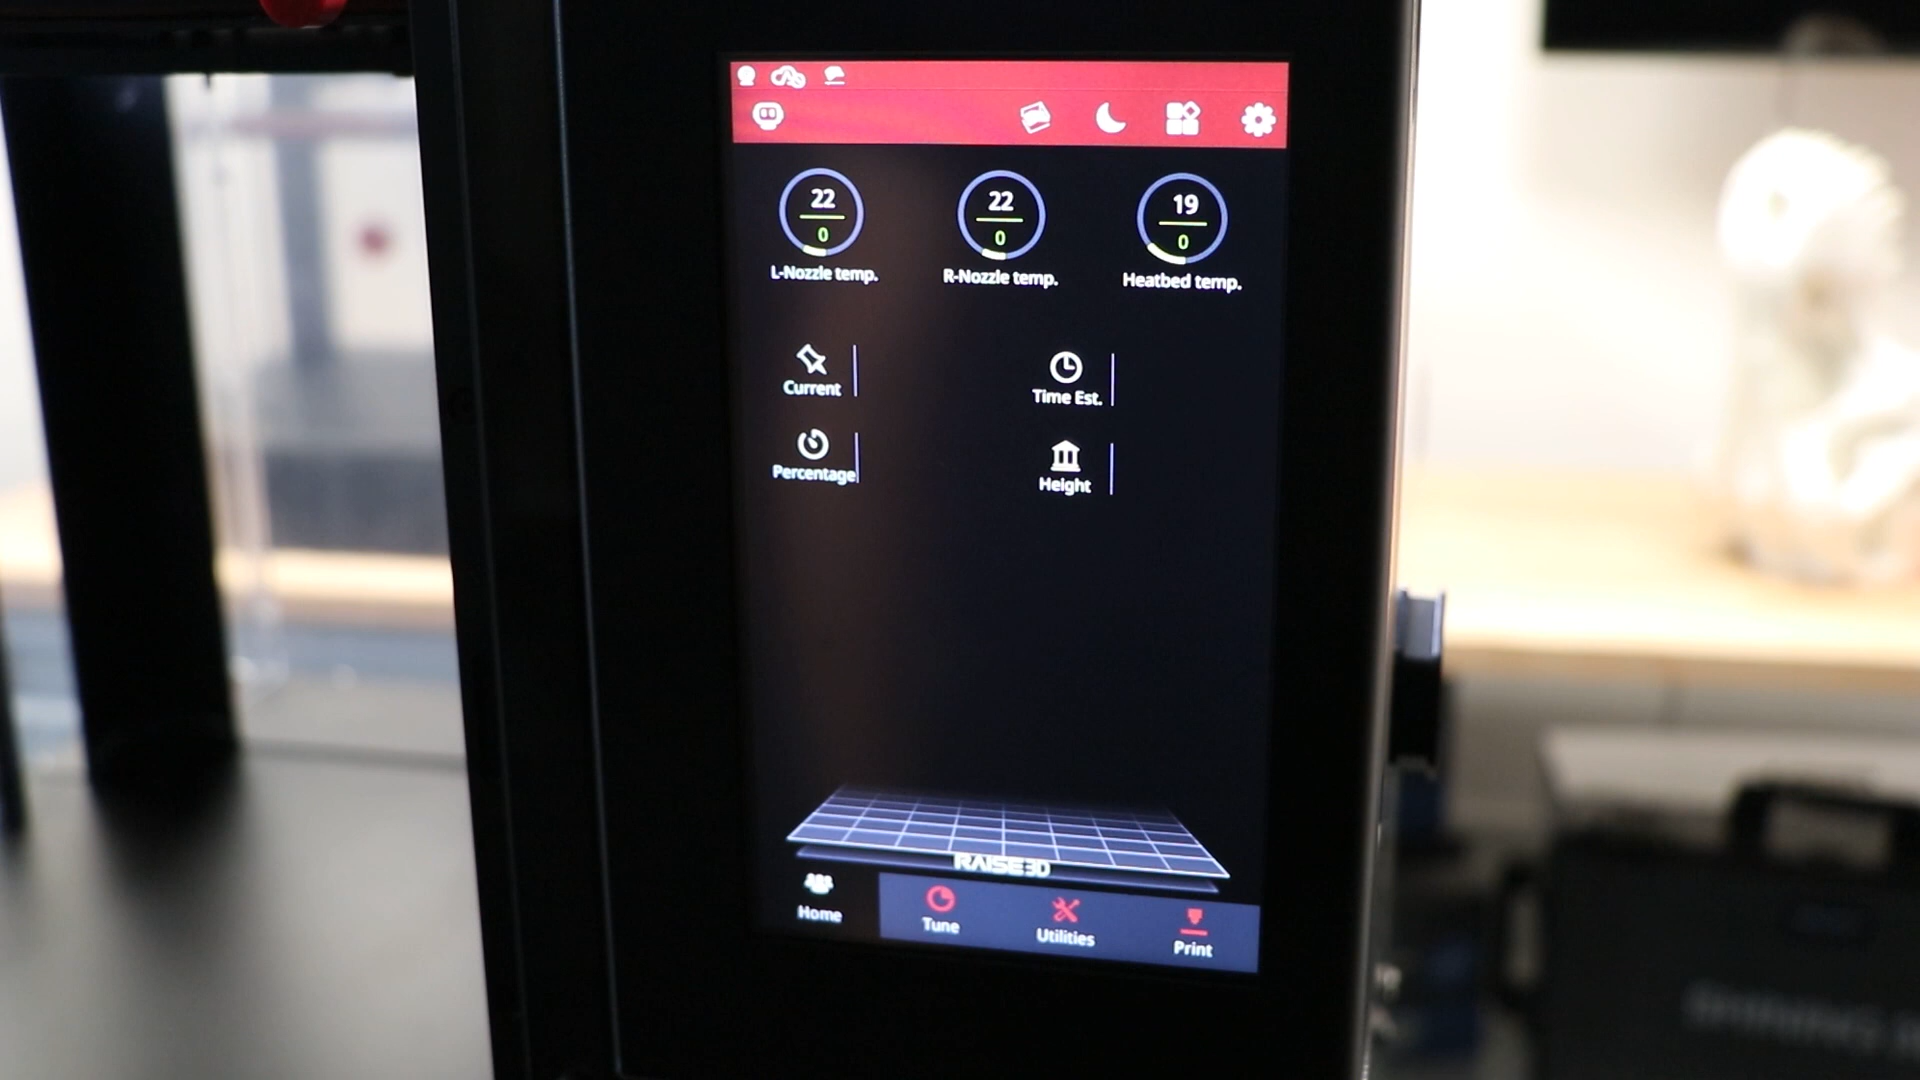 22
0
L-Nozzle temp.
22
0
R-Nozzle temp.
19
0
Heatbed temp.
Current
Time Est.
Percentage
Height
RAISE3D
Home
Tune
Utilities
Print